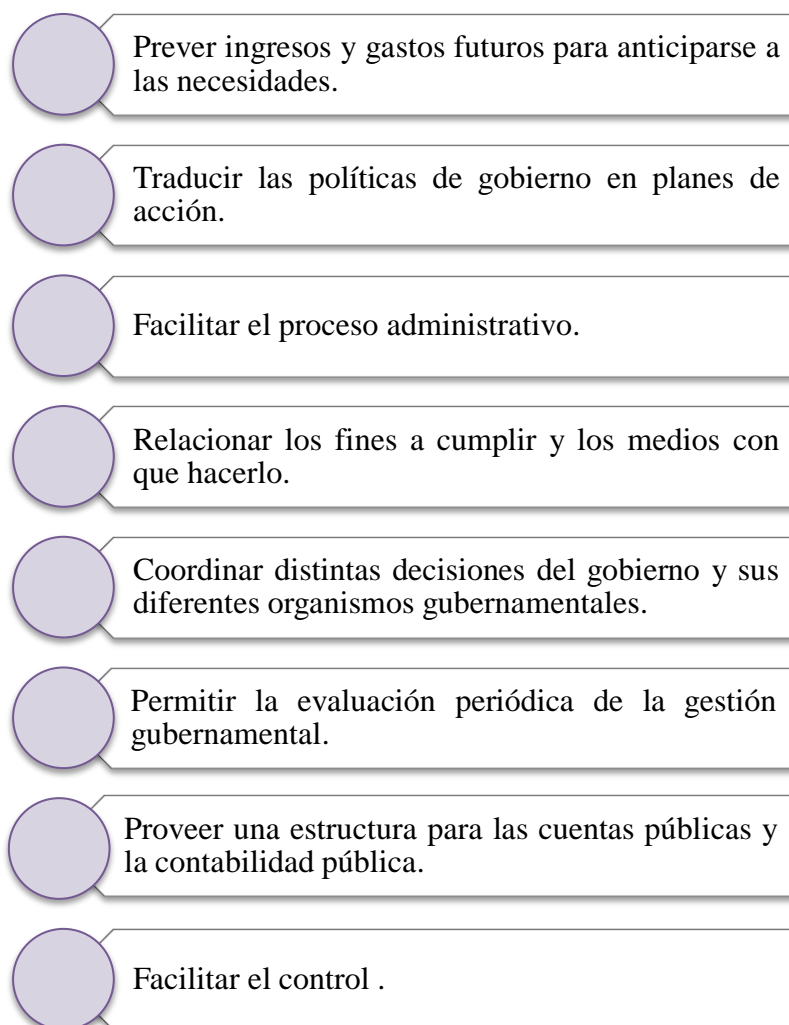 Prever ingresos y gastos futuros para anticiparse a
las necesidades.
Traducir las políticas de gobierno en planes de
acción.
Facilitar el proceso administrativo.
Relacionar los fines a cumplir y los medios con
que hacerlo.
Coordinar distintas decisiones del gobierno y sus
diferentes organismos gubernamentales.
Permitir la evaluación periódica de la gestión
gubernamental.
Proveer una estructura para las cuentas públicas y
la contabilidad pública.
Facilitar el control .